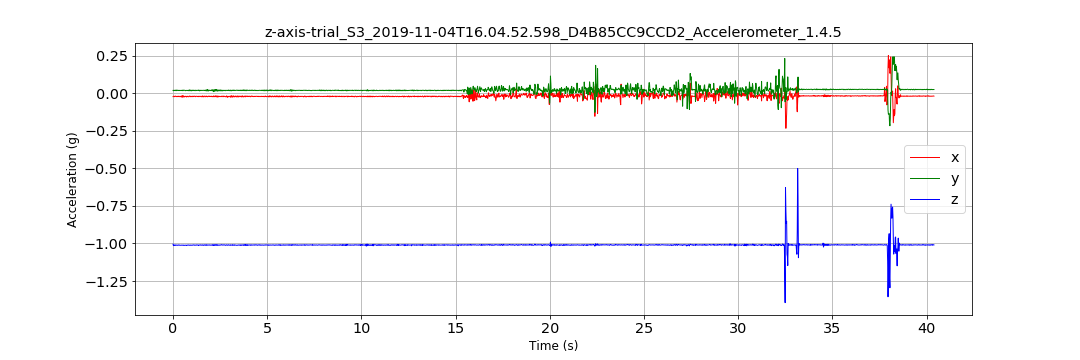 z-axis-trial_S3_2019-11-04T16.04.52.598_D4B85CC9CCD2_Accelerometer_1.4.5
Acceleration (g)
0.25
0.00
−0.25
−0.50
−0.75
−1.00
−1.25
x
y
z
0 5 10 15 20 25 30 35 40
Time (s)